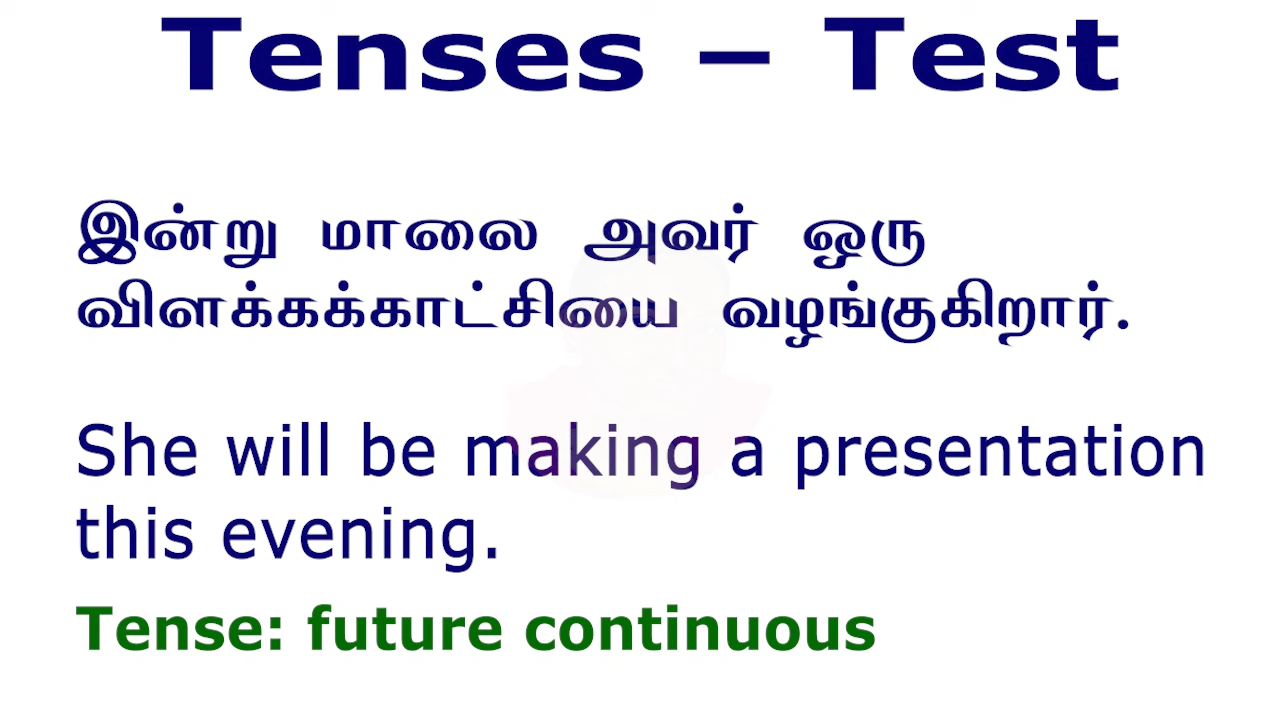 Tenses – Test
இன்று மாலை அவர் ஒரு
விளக்கக்காட்சியை வழங்குகிறார்.
She will be making a presentation
this evening.
Tense: future continuous